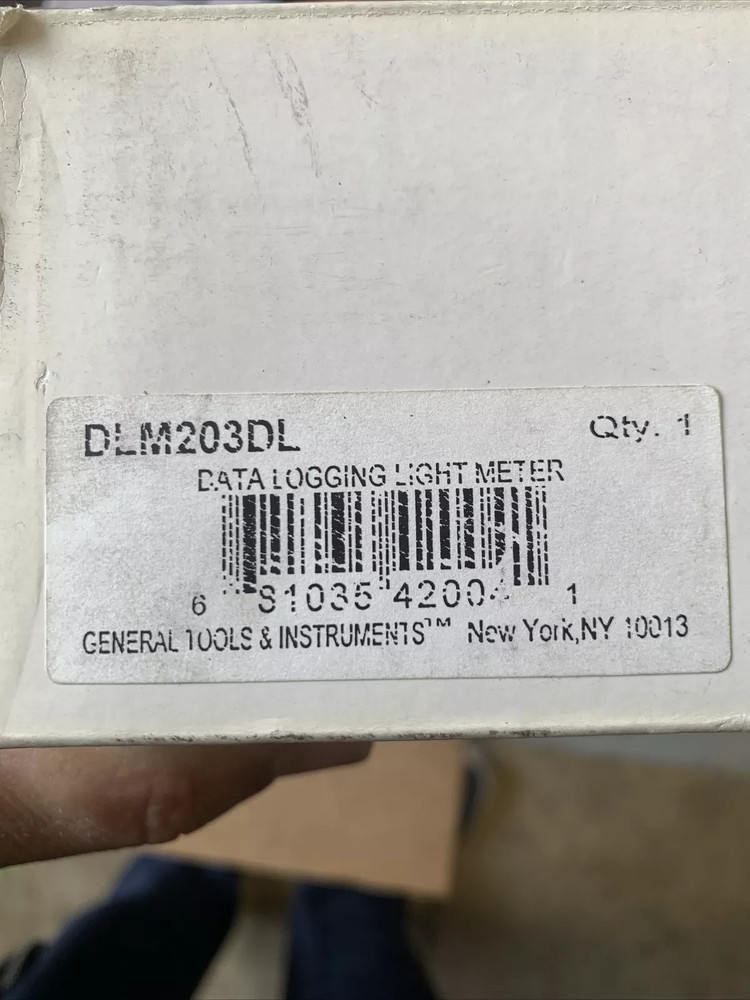 DLM203DL Qty. 1
DATA LOGGING LIGHT METER
6 81035 42004 1
GENERAL TOOLS & INSTRUMENTS™ New York,NY 10013